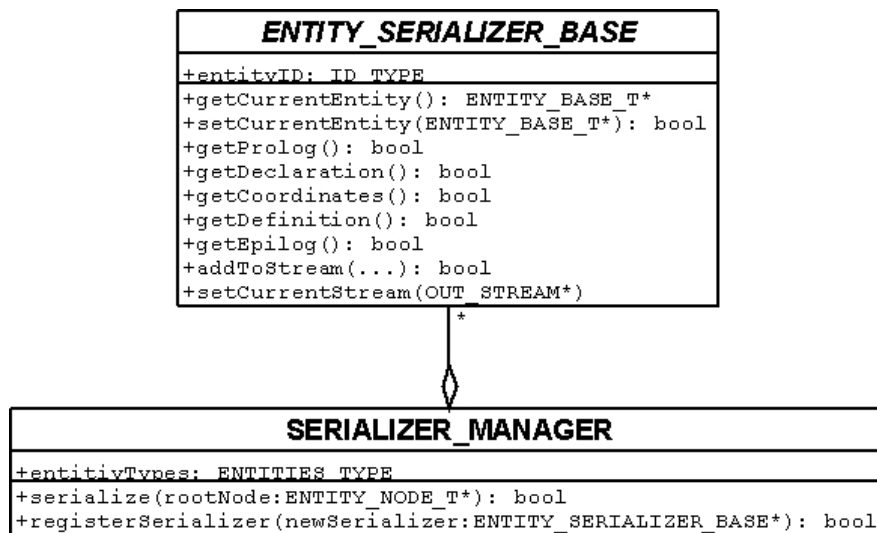 ENTITY_SERIALIZER_BASE
+entityID: ID_TYPE
+getCurrentEntity(): ENTITY_BASE_T*
+setCurrentEntity(ENTITY_BASE_T*): bool
+getProlog(): bool
+getDeclaration(): bool
+getCoordinates(): bool
+getDefinition(): bool
+getEpilog(): bool
+addToStream(...): bool
+setCurrentStream(OUT_STREAM*)
*
SERIALIZER_MANAGER
+entitiyTypes: ENTITIES_TYPE
+serialize(rootNode:ENTITY_NODE_T*): bool
+registerSerializer(newSerializer:ENTITY_SERIALIZER_BASE*): bool